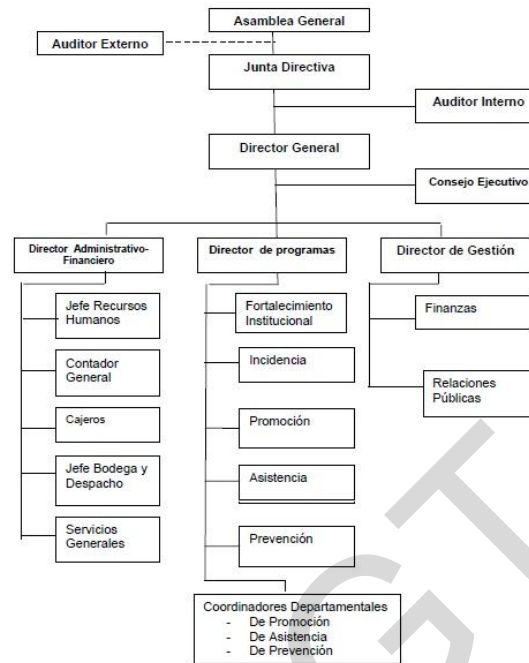 Asamblea General
Auditor Externo
Junta Directiva
Auditor Interno
Director General
Consejo Ejecutivo
Director Administrativo-
Financiero
Director de programas
Director de Gestión
Jefe Recursos
Humanos
Contador
General
Cajeros
Jefe Bodega y
Despacho
Servicios
Generales
Fortalecimiento
Institucional
Incidencia
Promoción
Asistencia
Prevención
Coordinadores Departamentales
- De Promoción
- De Asistencia
- De Prevención
Finanzas
Relaciones
Públicas
GT